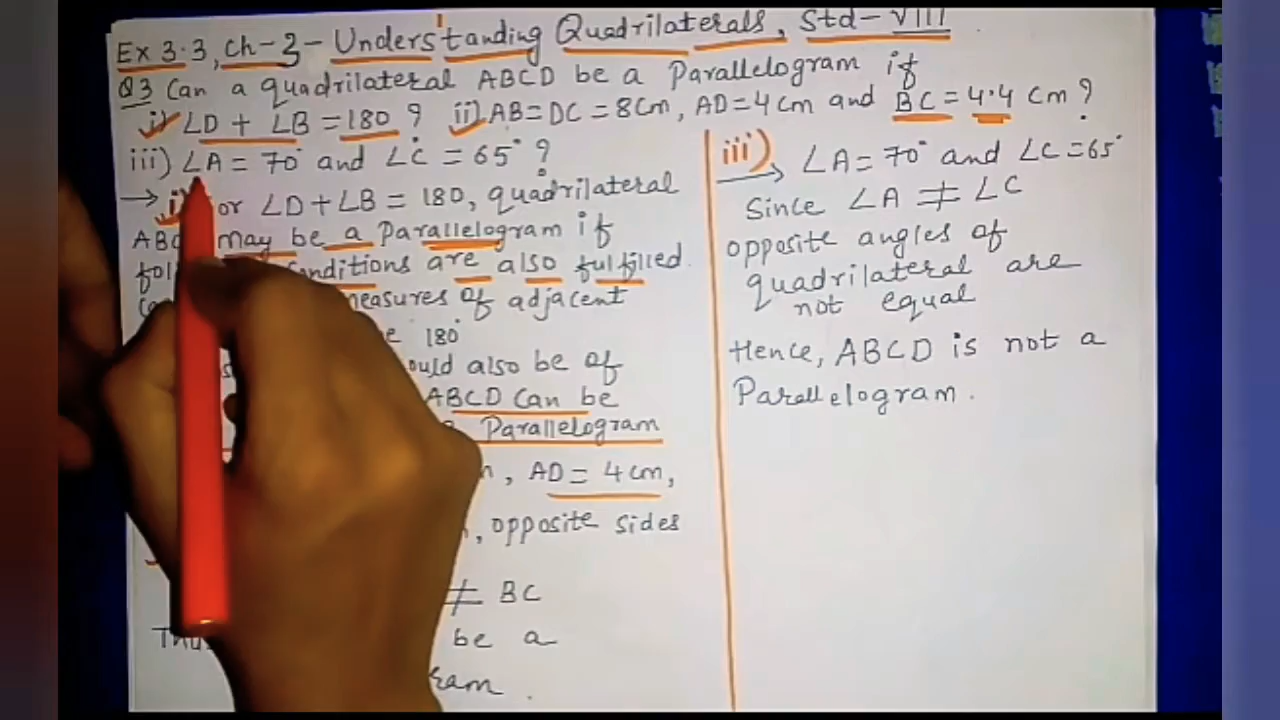 Ex 3.3, Ch-3- Understanding Quadrilaterals, Std- VIII
Q3 Can a quadrilateral ABCD be a Parallelogram if
i) ∠D + ∠B = 180 ? ii) AB = DC = 8cm, AD = 4 cm and BC = 4.4 cm ?
iii) ∠A = 70° and ∠C = 65° ?
→ i) For ∠D + ∠B = 180, quadrilateral
may be a Parallelogram if
conditions are also fulfilled.
measures of adjacent
180°
also be of
ABCD can be
Parallelogram
, AD = 4 cm,
, opposite sides
≠ BC
be a
iii) → ∠A = 70° and ∠C = 65°
Since ∠A ≠ ∠C
opposite angles of
quadrilateral are
not equal
Hence, ABCD is not a
Parallelogram.